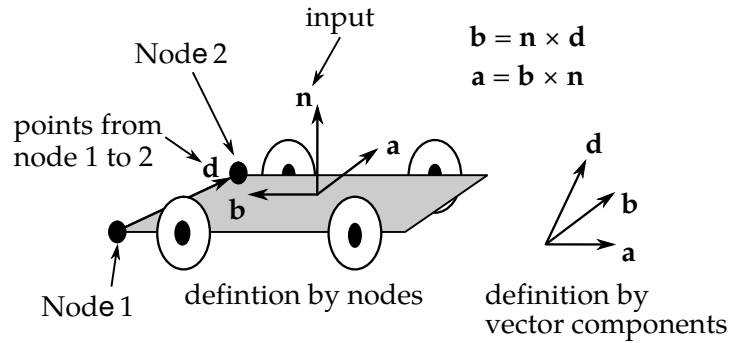 input
b = n × d
Node 2
a = b × n
n
points from
node 1 to 2
a
d
d
b
b
a
Node 1
defintion by nodes
definition by
vector components